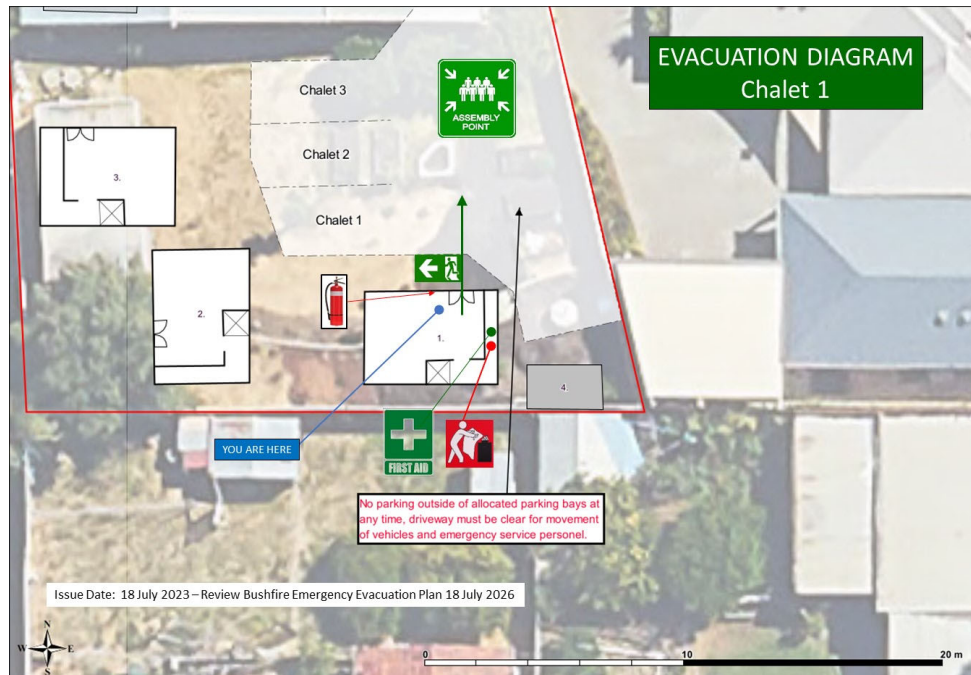 EVACUATION DIAGRAM
Chalet 1
Chalet 3
ASSEMBLY
POINT
Chalet 2
3.
Chalet 1
2.
1.
4.
YOU ARE HERE
FIRST AID
No parking outside of allocated parking bays at
any time, driveway must be clear for movement
of vehicles and emergency service personel.
Issue Date: 18 July 2023 – Review Bushfire Emergency Evacuation Plan 18 July 2026
N
W E
S
0 10 20 m